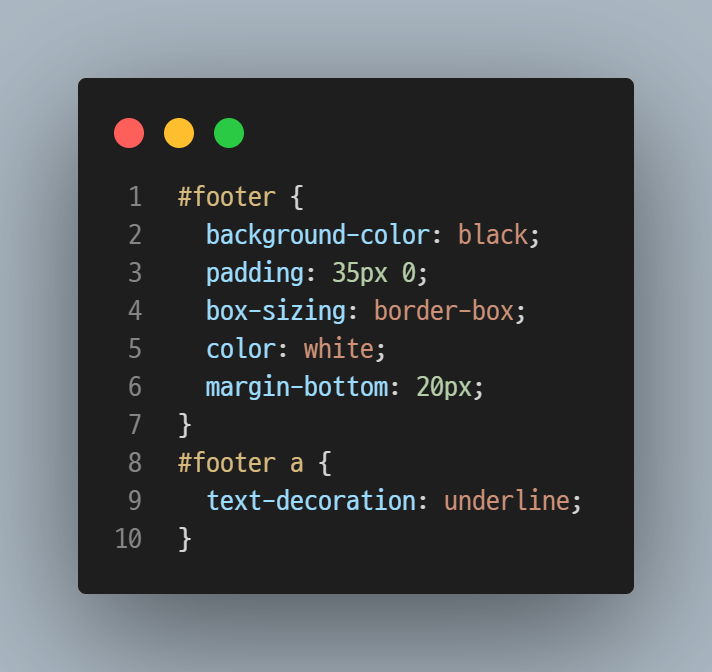 1 #footer {
2   background-color: black;
3   padding: 35px 0;
4   box-sizing: border-box;
5   color: white;
6   margin-bottom: 20px;
7 }
8 #footer a {
9   text-decoration: underline;
10 }